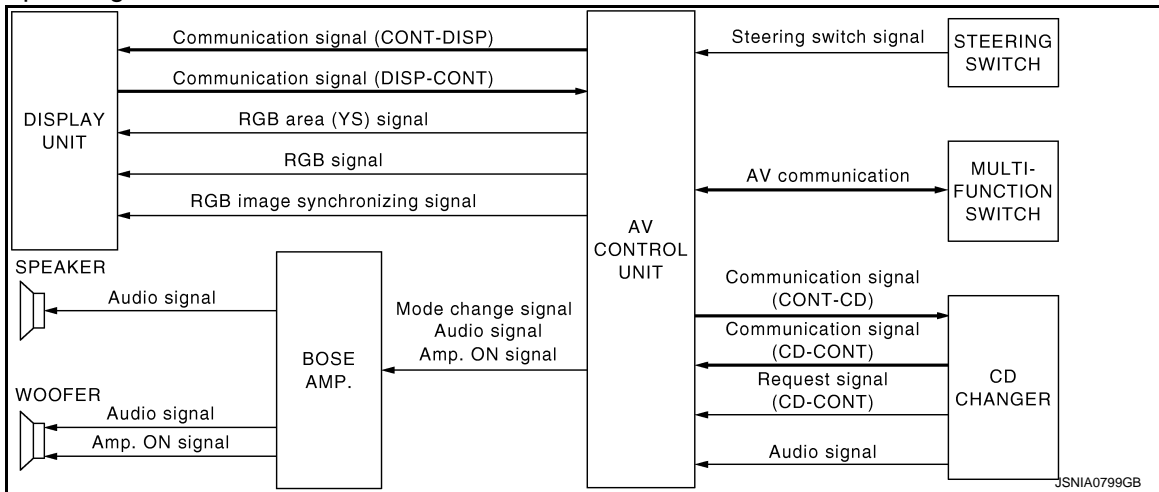 DISPLAY
UNIT
Communication signal (CONT-DISP)
Communication signal (DISP-CONT)
RGB area (YS) signal
RGB signal
RGB image synchronizing signal
SPEAKER
Audio signal
WOOFER
Audio signal
Amp. ON signal
BOSE
AMP.
Mode change signal
Audio signal
Amp. ON signal
AV
CONTROL
UNIT
Steering switch signal
STEERING
SWITCH
AV communication
MULTI-
FUNCTION
SWITCH
Communication signal
(CONT-CD)
Communication signal
(CD-CONT)
Request signal
(CD-CONT)
Audio signal
CD
CHANGER
JSNIA0799GB